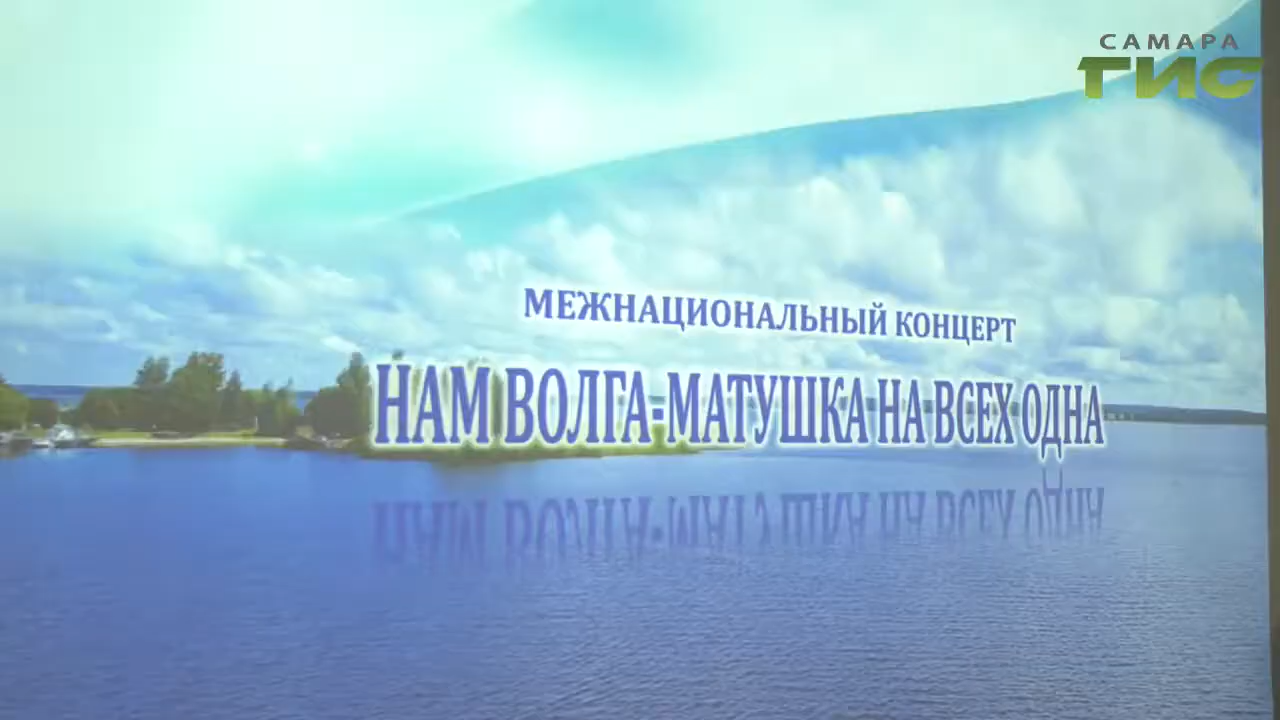 САМАРА
ГИС
МЕЖНАЦИОНАЛЬНЫЙ КОНЦЕРТ
НАМ ВОЛГА-МАТУШКА НА ВСЕХ ОДНА